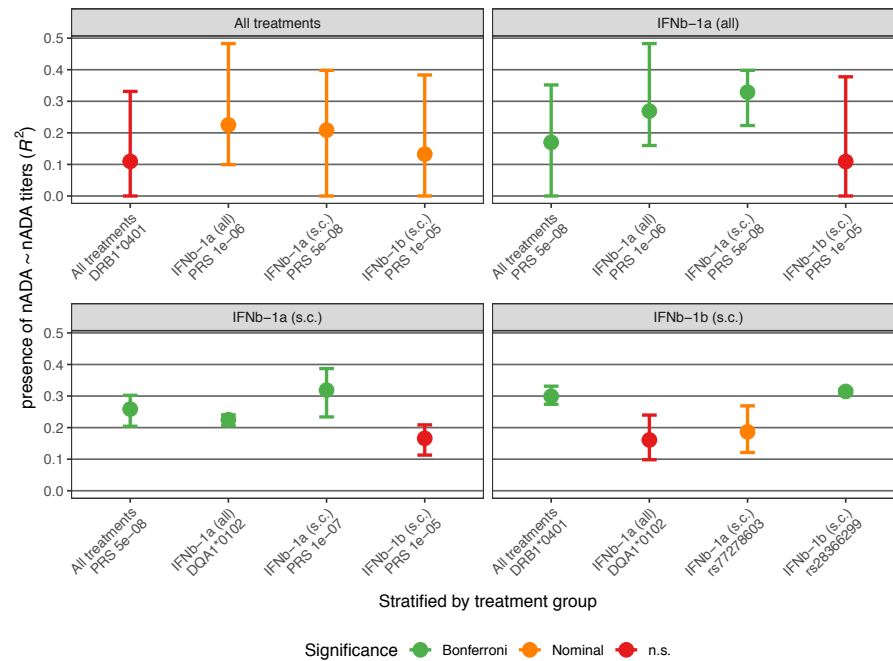 All treatments
IFNb−1a (all)
presence of nADA ~ nADA titers (R²)
0.5
0.4
0.3
0.2
0.1
0.0
All treatments
DRB1*0401
IFNb−1a (all)
PRS 1e−06
IFNb−1a (s.c.)
PRS 5e−08
IFNb−1b (s.c.)
PRS 1e−05
All treatments
PRS 5e−08
IFNb−1a (all)
PRS 1e−06
IFNb−1a (s.c.)
PRS 5e−08
IFNb−1b (s.c.)
PRS 1e−05
IFNb−1a (s.c.)
IFNb−1b (s.c.)
0.5
0.4
0.3
0.2
0.1
0.0
All treatments
PRS 5e−08
IFNb−1a (all)
DQA1*0102
IFNb−1a (s.c.)
PRS 1e−07
IFNb−1b (s.c.)
PRS 1e−05
All treatments
DRB1*0401
IFNb−1a (all)
DQA1*0102
IFNb−1a (s.c.)
rs77278603
IFNb−1b (s.c.)
rs28366299
Stratified by treatment group
Significance Bonferroni Nominal n.s.